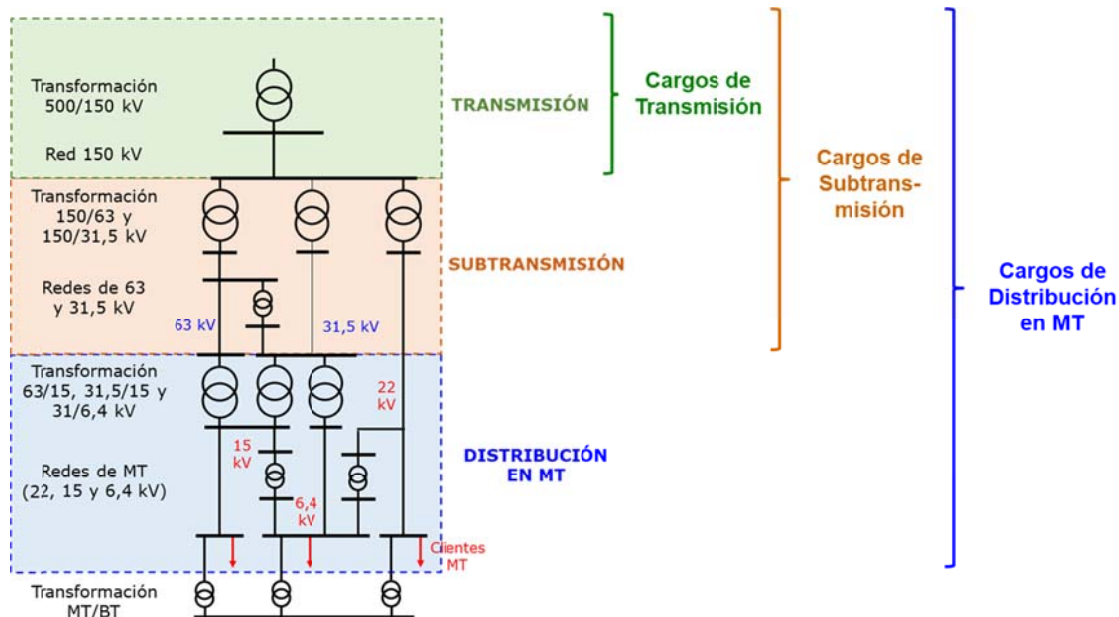 Transformación
500/150 kV
Red 150 kV
TRANSMISIÓN
Cargos de
Transmisión
Transformación
150/63 y
150/31,5 kV
Redes de 63
y 31,5 kV
63 kV
31,5 kV
SUBTRANSMISIÓN
Cargos de
Subtrans-
misión
Transformación
63/15, 31,5/15 y
31/6,4 kV
Redes de MT
(22, 15 y 6,4 kV)
15
kV
6,4
kV
22
kV
Clientes
MT
DISTRIBUCIÓN
EN MT
Cargos de
Distribución
en MT
Transformación
MT/BT